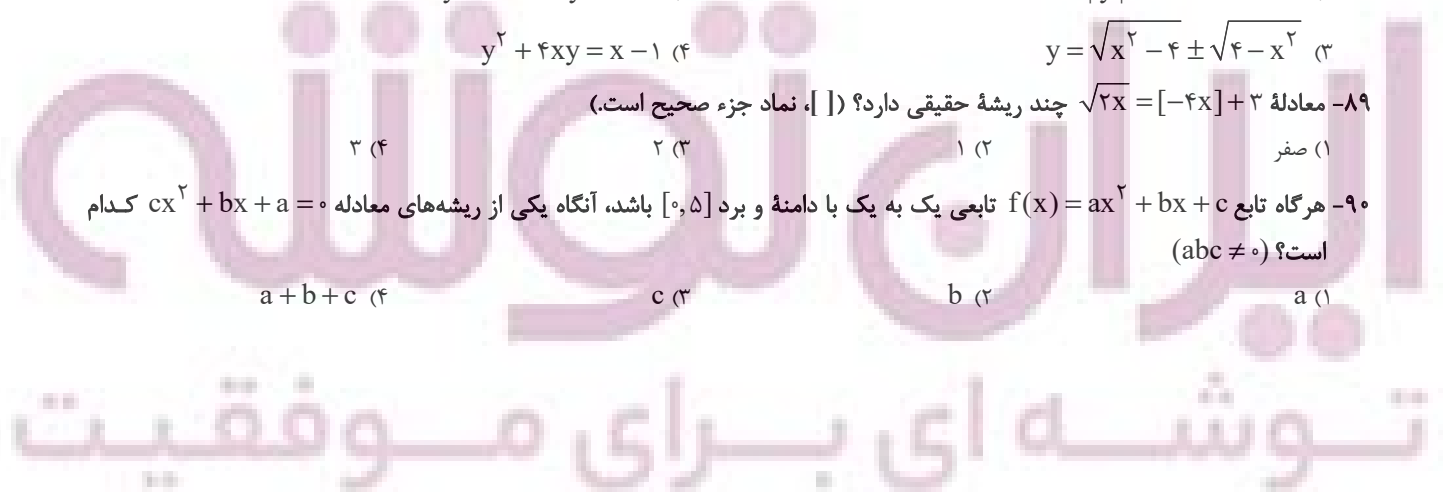 ۳) y = √(x² − ۴) ± √(۴ − x²) ۴) y² + ۴xy = x − ۱
۸۹- معادلهٔ √(۲x) = [−۴x] + ۳ چند ریشهٔ حقیقی دارد؟ ([ ]، نماد جزء صحیح است.)
۱) صفر ۲) ۱ ۳) ۲ ۴) ۳
۹۰- هرگاه تابع f(x) = ax² + bx + c تابعی یک به یک با دامنهٔ و برد [۰, ۵] باشد، آنگاه یکی از ریشه‌های معادله cx² + bx + a = ۰ کدام
است؟ (abc ≠ ۰)
۱) a ۲) b ۳) c ۴) a + b + c
ایران توشه
توشه ای برای موفقیت